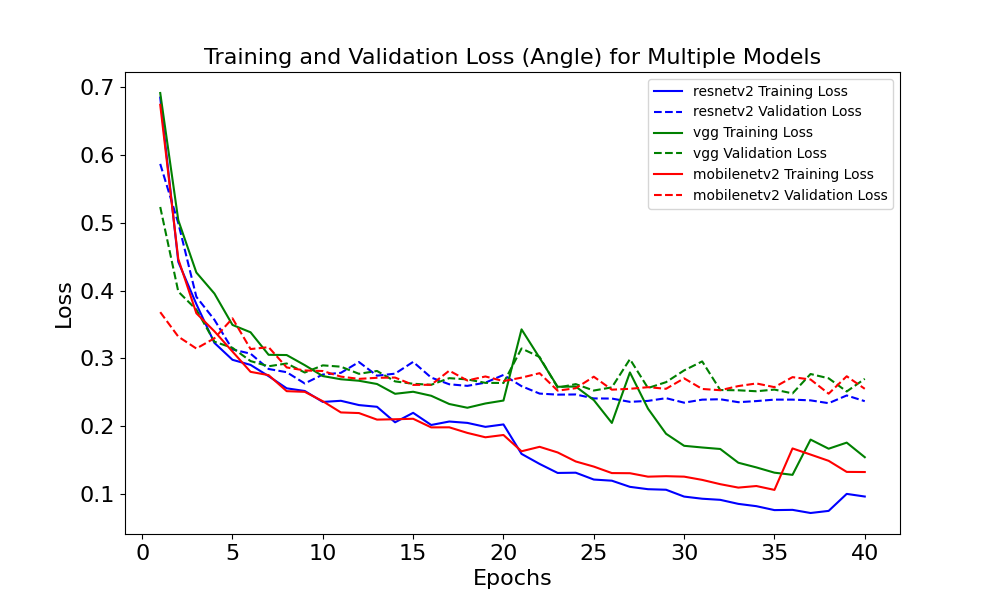 Training and Validation Loss (Angle) for Multiple Models
resnetv2 Training Loss
resnetv2 Validation Loss
vgg Training Loss
vgg Validation Loss
mobilenetv2 Training Loss
mobilenetv2 Validation Loss
Loss
0.7
0.6
0.5
0.4
0.3
0.2
0.1
0 5 10 15 20 25 30 35 40
Epochs